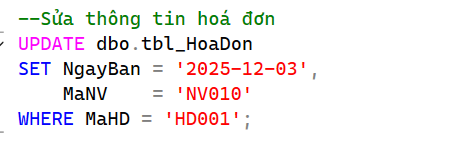 --Sửa thông tin hoá đơn
UPDATE dbo.tbl_HoaDon
SET NgayBan = '2025-12-03',
    MaNV    = 'NV010'
WHERE MaHD = 'HD001';